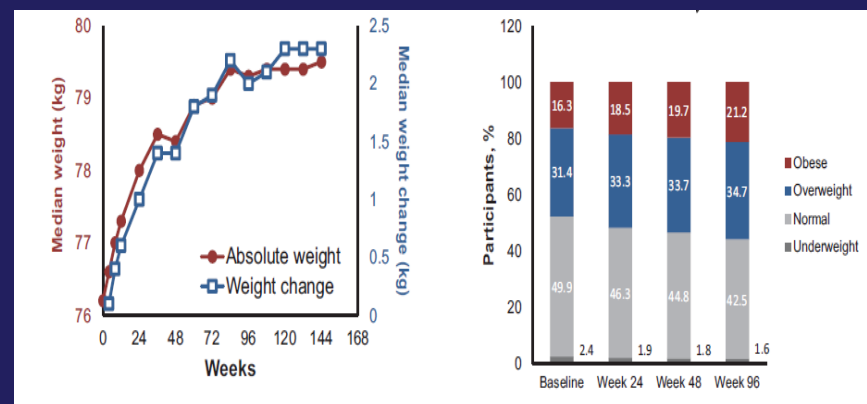 80
79
78
77
76
Median weight (kg)
2.5
2
1.5
1
0.5
0
Median weight change (kg)
Absolute weight
Weight change
0 24 48 72 96 120 144 168
Weeks
120
100
80
60
40
20
0
Participants, %
16.3 18.5 19.7 21.2
31.4 33.3 33.7 34.7
49.9 46.3 44.8 42.5
2.4 1.9 1.8 1.6
Baseline Week 24 Week 48 Week 96
Obese
Overweight
Normal
Underweight